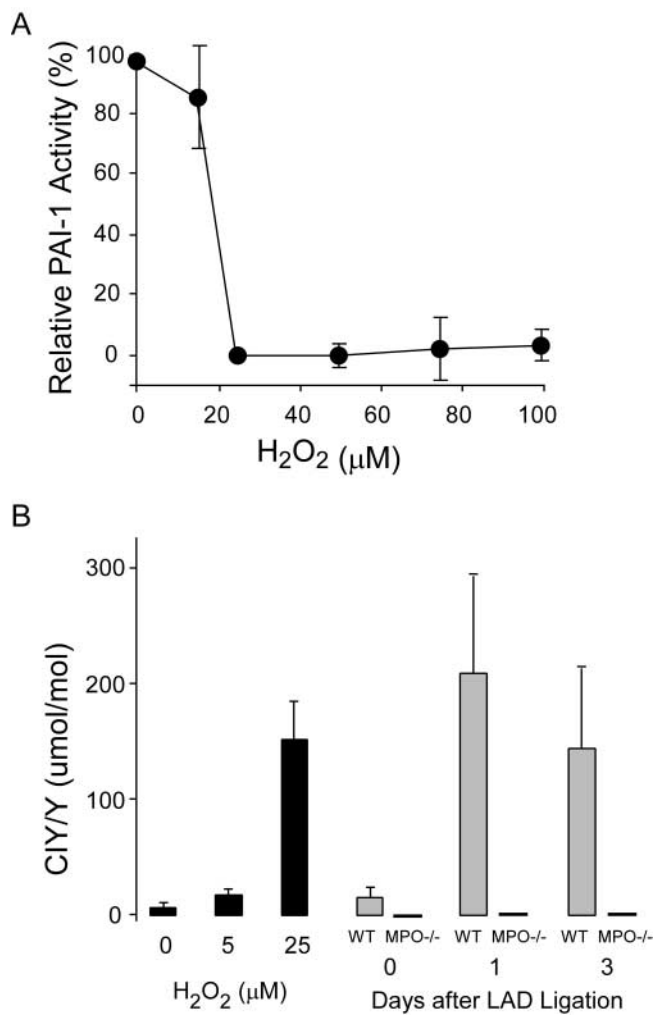 A
Relative PAI-1 Activity (%)
100
80
60
40
20
0
0 20 40 60 80 100
H₂O₂ (μM)
B
ClY/Y (umol/mol)
300
200
100
0
WT MPO-/- WT MPO-/- WT MPO-/-
0 5 25 0 1 3
H₂O₂ (μM) Days after LAD Ligation